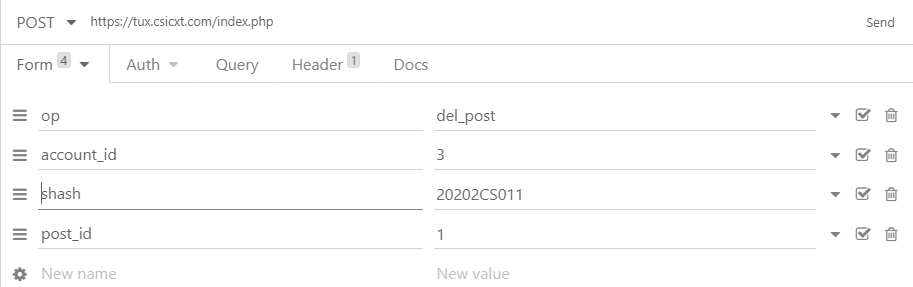 POST https://tux.csicxt.com/index.php Send
Form 4 Auth Query Header 1 Docs
op del_post
account_id 3
shash 20202CS011
post_id 1
New name New value